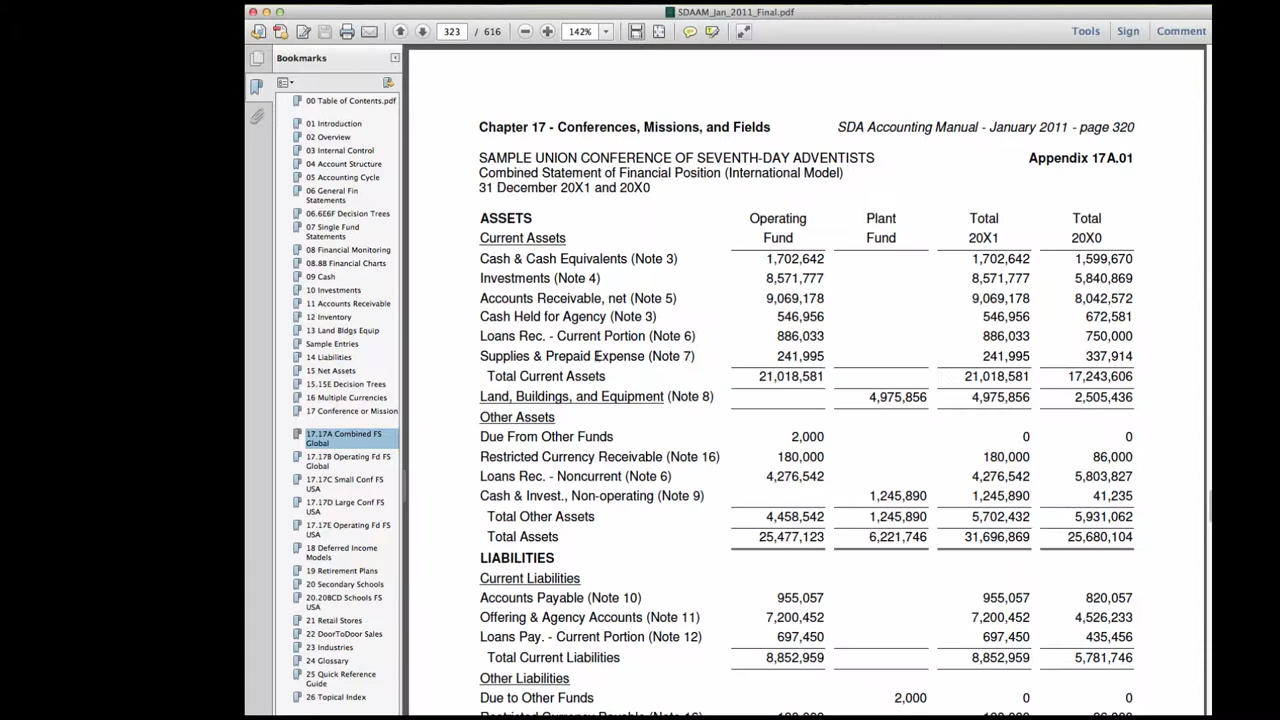 SDAAM_Jan_2011_Final.pdf
323 / 616
142%
Tools
Sign
Comment
Bookmarks
00 Table of Contents.pdf
01 Introduction
02 Overview
03 Internal Control
04 Account Structure
05 Accounting Cycle
06 General Fin
Statements
06.6E6F Decision Trees
07 Single Fund
Statements
08 Financial Monitoring
08.8B Financial Charts
09 Cash
10 Investments
11 Accounts Receivable
12 Inventory
13 Land Bldgs Equip
Sample Entries
14 Liabilities
15 Net Assets
15.15E Decision Trees
16 Multiple Currencies
17 Conference or Mission
17.17A Combined FS
Global
17.17B Operating Fd FS
Global
17.17C Small Conf FS
USA
17.17D Large Conf FS
USA
17.17E Operating Fd FS
USA
18 Deferred Income
Models
19 Retirement Plans
20 Secondary Schools
20.20BCD Schools FS
USA
21 Retail Stores
22 DoorToDoor Sales
23 Industries
24 Glossary
25 Quick Reference
Guide
26 Topical Index
Chapter 17 - Conferences, Missions, and Fields SDA Accounting Manual - January 2011 - page 320
SAMPLE UNION CONFERENCE OF SEVENTH-DAY ADVENTISTS Appendix 17A.01
Combined Statement of Financial Position (International Model)
31 December 20X1 and 20X0
ASSETS Operating Plant Total Total
Current Assets Fund Fund 20X1 20X0
Cash & Cash Equivalents (Note 3) 1,702,642 1,702,642 1,599,670
Investments (Note 4) 8,571,777 8,571,777 5,840,869
Accounts Receivable, net (Note 5) 9,069,178 9,069,178 8,042,572
Cash Held for Agency (Note 3) 546,956 546,956 672,581
Loans Rec. - Current Portion (Note 6) 886,033 886,033 750,000
Supplies & Prepaid Expense (Note 7) 241,995 241,995 337,914
Total Current Assets 21,018,581 21,018,581 17,243,606
Land, Buildings, and Equipment (Note 8) 4,975,856 4,975,856 2,505,436
Other Assets
Due From Other Funds 2,000 0 0
Restricted Currency Receivable (Note 16) 180,000 180,000 86,000
Loans Rec. - Noncurrent (Note 6) 4,276,542 4,276,542 5,803,827
Cash & Invest., Non-operating (Note 9) 1,245,890 1,245,890 41,235
Total Other Assets 4,458,542 1,245,890 5,702,432 5,931,062
Total Assets 25,477,123 6,221,746 31,696,869 25,680,104
LIABILITIES
Current Liabilities
Accounts Payable (Note 10) 955,057 955,057 820,057
Offering & Agency Accounts (Note 11) 7,200,452 7,200,452 4,526,233
Loans Pay. - Current Portion (Note 12) 697,450 697,450 435,456
Total Current Liabilities 8,852,959 8,852,959 5,781,746
Other Liabilities
Due to Other Funds 2,000 0 0